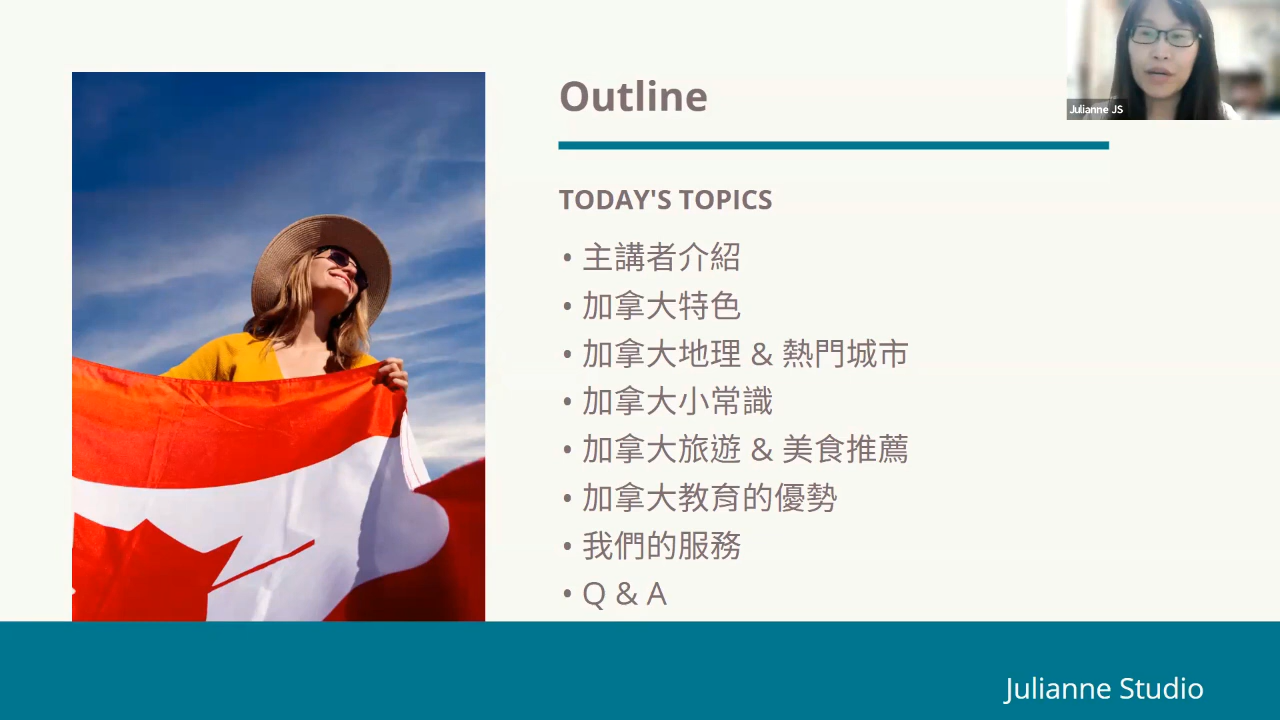 Outline
Julianne JS
TODAY'S TOPICS
• 主講者介紹
• 加拿大特色
• 加拿大地理 & 熱門城市
• 加拿大小常識
• 加拿大旅遊 & 美食推薦
• 加拿大教育的優勢
• 我們的服務
• Q & A
Julianne Studio